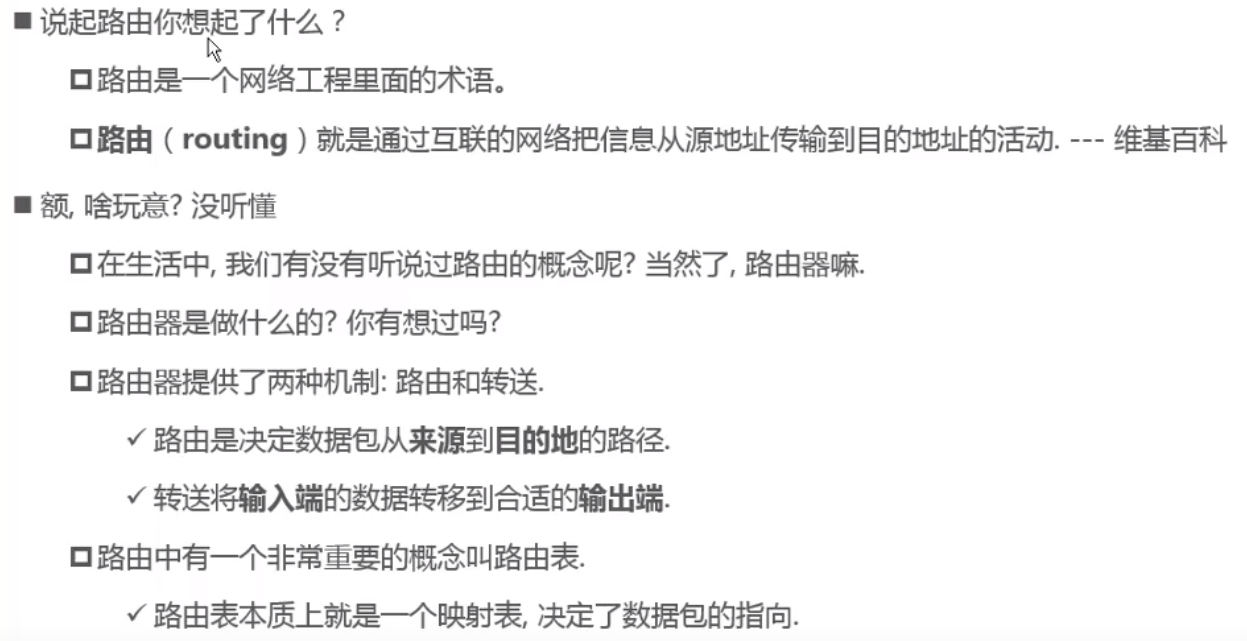 ■ 说起路由你想起了什么？
路由是一个网络工程里面的术语。
路由（routing）就是通过互联的网络把信息从源地址传输到目的地址的活动. --- 维基百科
■ 额, 啥玩意? 没听懂
在生活中, 我们有没有听说过路由的概念呢? 当然了, 路由器嘛.
路由器是做什么的? 你有想过吗?
路由器提供了两种机制: 路由和转送.
✓ 路由是决定数据包从来源到目的地的路径.
✓ 转送将输入端的数据转移到合适的输出端.
路由中有一个非常重要的概念叫路由表.
✓ 路由表本质上就是一个映射表, 决定了数据包的指向.